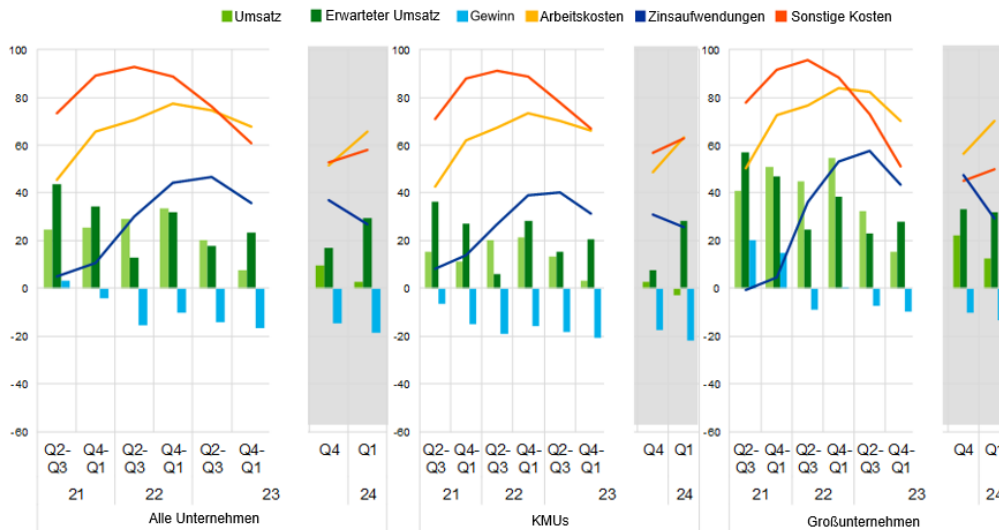 Umsatz Erwarteter Umsatz Gewinn Arbeitskosten Zinsaufwendungen Sonstige Kosten
100 100 100
80 80 80
60 60 60
40 40 40
20 20 20
0 0 0
-20 -20 -20
-40 -40 -40
-60 -60 -60
Q2- Q4- Q2- Q4- Q2- Q4- Q4 Q1 Q2- Q4- Q2- Q4- Q2- Q4- Q4 Q1 Q2- Q4- Q2- Q4- Q2- Q4- Q4 Q1
Q3 Q1 Q3 Q1 Q3 Q1 Q3 Q1 Q3 Q1 Q3 Q1 Q3 Q1 Q3 Q1 Q3 Q1
21 22 23 24 21 22 23 24 21 22 23 24
Alle Unternehmen KMUs Großunternehmen